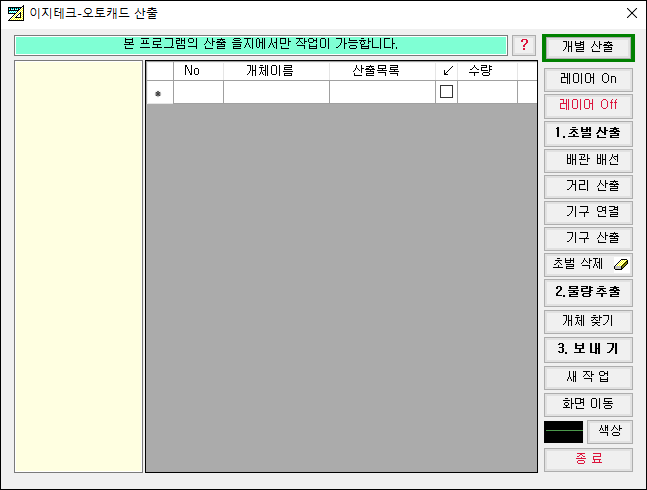 이지테크-오토캐드 산출
본 프로그램의 산출 을지에서만 작업이 가능합니다.
?
개별 산출
No 개체이름 산출목록 ↙ 수량
*
레이어 On
레이어 Off
1.초벌 산출
배관 배선
거리 산출
기구 연결
기구 산출
초벌 삭제
2.물량 추출
개체 찾기
3. 보 내 기
새 작 업
화면 이동
색상
종 료